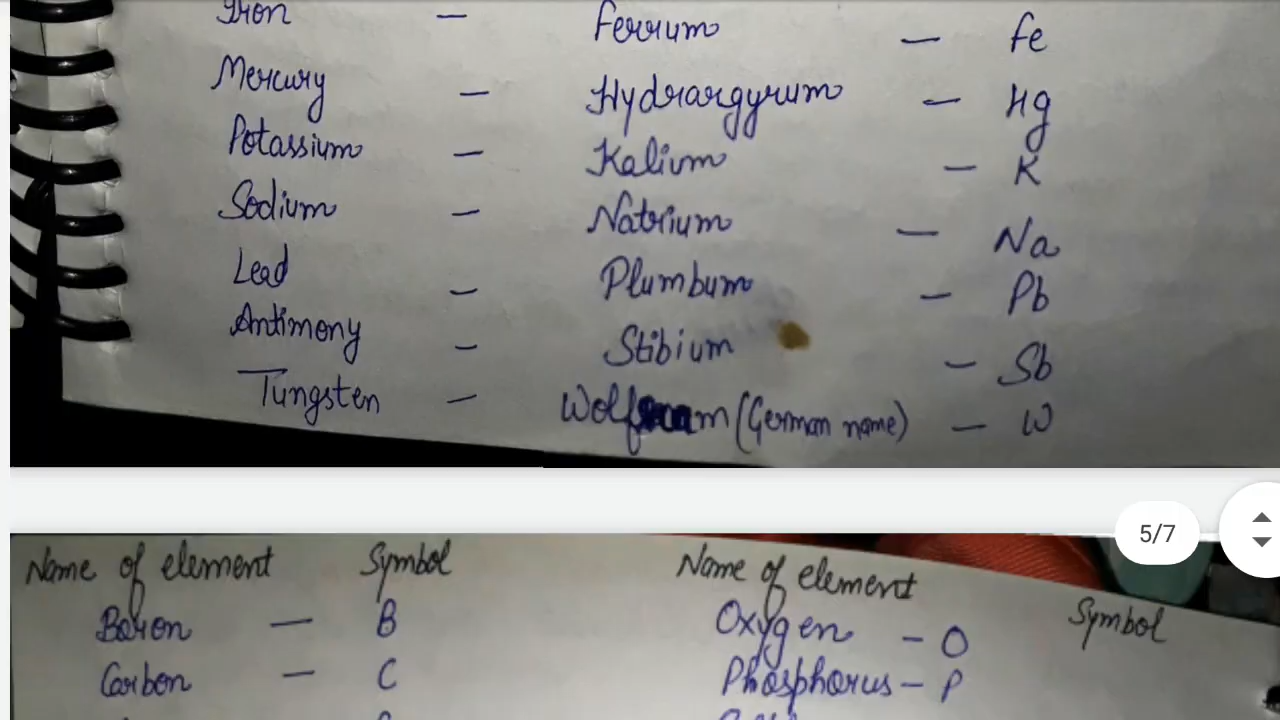 Iron — Ferrum — Fe
Mercury — Hydrargyrum — Hg
Potassium — Kalium — K
Sodium — Natrium — Na
Lead — Plumbum — Pb
Antimony — Stibium — Sb
Tungsten — Wolfram (German name) — W
5/7
Name of element Symbol Name of element Symbol
Boron — B Oxygen — O
Carbon — C Phosphorus — P